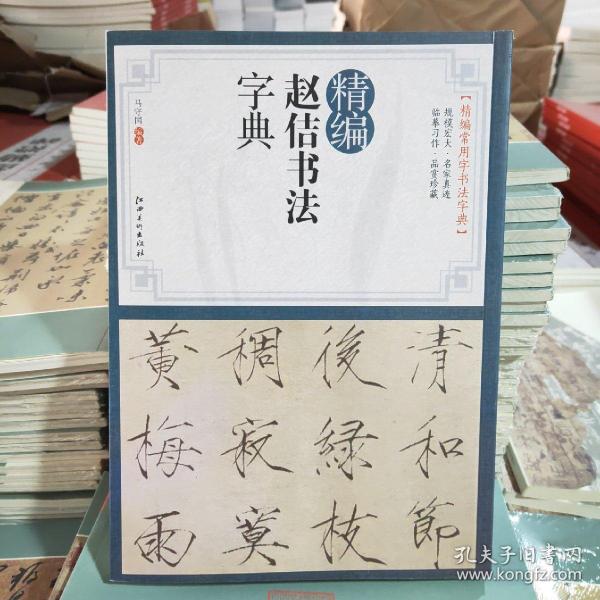 【精编常用字书法字典】
规模宏大·名家真迹
临摹习作·品赏珍藏
精编
赵佶书法
字典
马守国 编著
江西美术出版社
清和節
後緑枝
稠寂寞
黄梅雨
孔夫子旧书网
www.kongfz.com